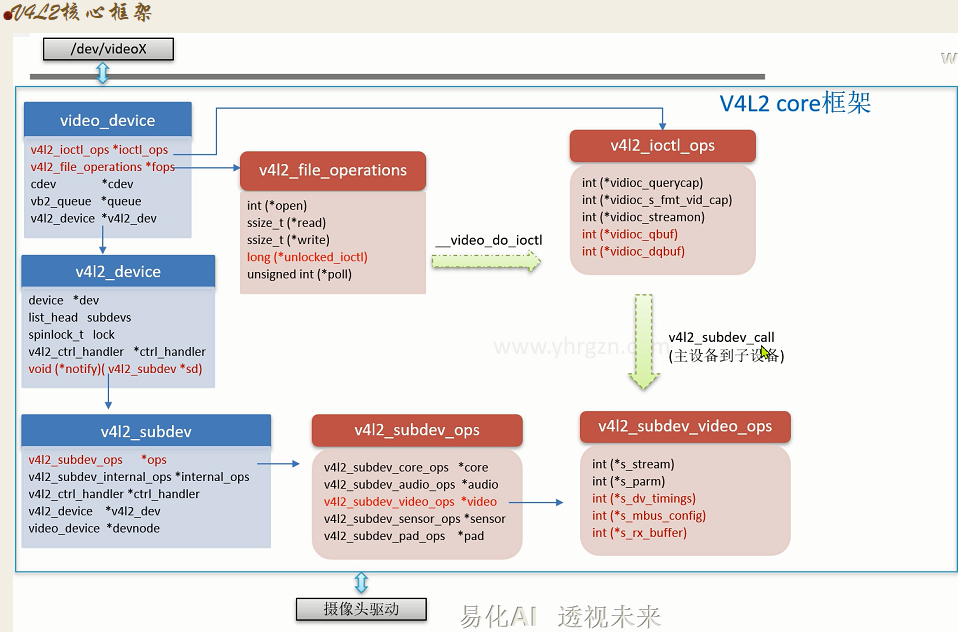 V4L2核心框架
/dev/videoX
W
V4L2 core框架
video_device
v4l2_ioctl_ops *ioctl_ops
v4l2_file_operations *fops
cdev *cdev
vb2_queue *queue
v4l2_device *v4l2_dev
v4l2_file_operations
int (*open)
ssize_t (*read)
ssize_t (*write)
long (*unlocked_ioctl)
unsigned int (*poll)
__video_do_ioctl
v4l2_ioctl_ops
int (*vidioc_querycap)
int (*vidioc_s_fmt_vid_cap)
int (*vidioc_streamon)
int (*vidioc_qbuf)
int (*vidioc_dqbuf)
v4l2_device
device *dev
list_head subdevs
spinlock_t lock
v4l2_ctrl_handler *ctrl_handler
void (*notify)( v4l2_subdev *sd)
www.yhrgzn.com
v4l2_subdev_call
(主设备到子设备)
v4l2_subdev
v4l2_subdev_ops *ops
v4l2_subdev_internal_ops *internal_ops
v4l2_ctrl_handler *ctrl_handler
v4l2_device *v4l2_dev
video_device *devnode
v4l2_subdev_ops
v4l2_subdev_core_ops *core
v4l2_subdev_audio_ops *audio
v4l2_subdev_video_ops *video
v4l2_subdev_sensor_ops *sensor
v4l2_subdev_pad_ops *pad
v4l2_subdev_video_ops
int (*s_stream)
int (*s_parm)
int (*s_dv_timings)
int (*s_mbus_config)
int (*s_rx_buffer)
摄像头驱动
易化AI 透视未来